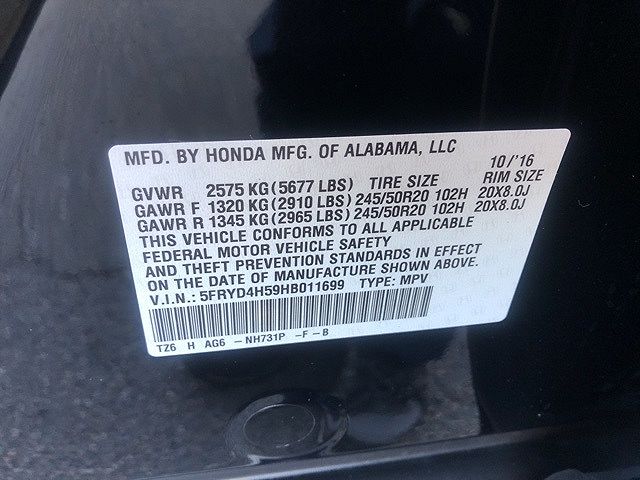 MFD. BY HONDA MFG. OF ALABAMA, LLC 10/'16
GVWR 2575 KG (5677 LBS) TIRE SIZE RIM SIZE
GAWR F 1320 KG (2910 LBS) 245/50R20 102H 20X8.0J
GAWR R 1345 KG (2965 LBS) 245/50R20 102H 20X8.0J
THIS VEHICLE CONFORMS TO ALL APPLICABLE
FEDERAL MOTOR VEHICLE SAFETY
AND THEFT PREVENTION STANDARDS IN EFFECT
ON THE DATE OF MANUFACTURE SHOWN ABOVE.
V.I.N.: 5FRYD4H59HB011699 TYPE: MPV
TZ6 H AG6 - NH731P -F-B